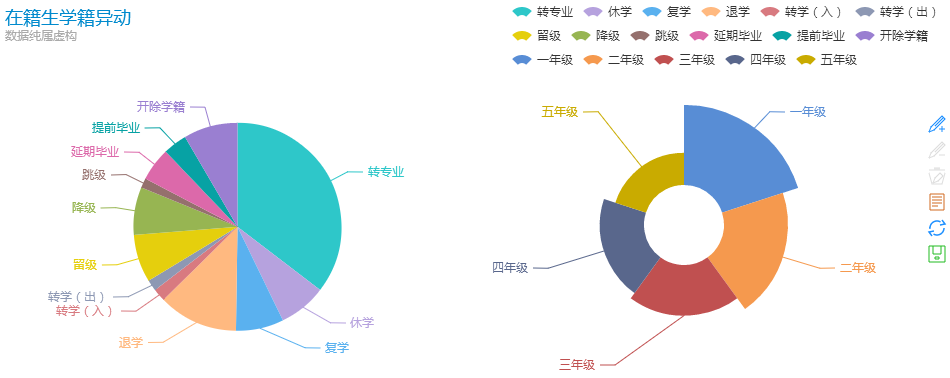 在籍生学籍异动
数据纯属虚构
转专业 休学 复学 退学 转学（入） 转学（出）
留级 降级 跳级 延期毕业 提前毕业 开除学籍
一年级 二年级 三年级 四年级 五年级
开除学籍
提前毕业
延期毕业
跳级
降级
留级
转学（出）
转学（入）
退学
转专业
休学
复学
五年级
一年级
四年级
二年级
三年级